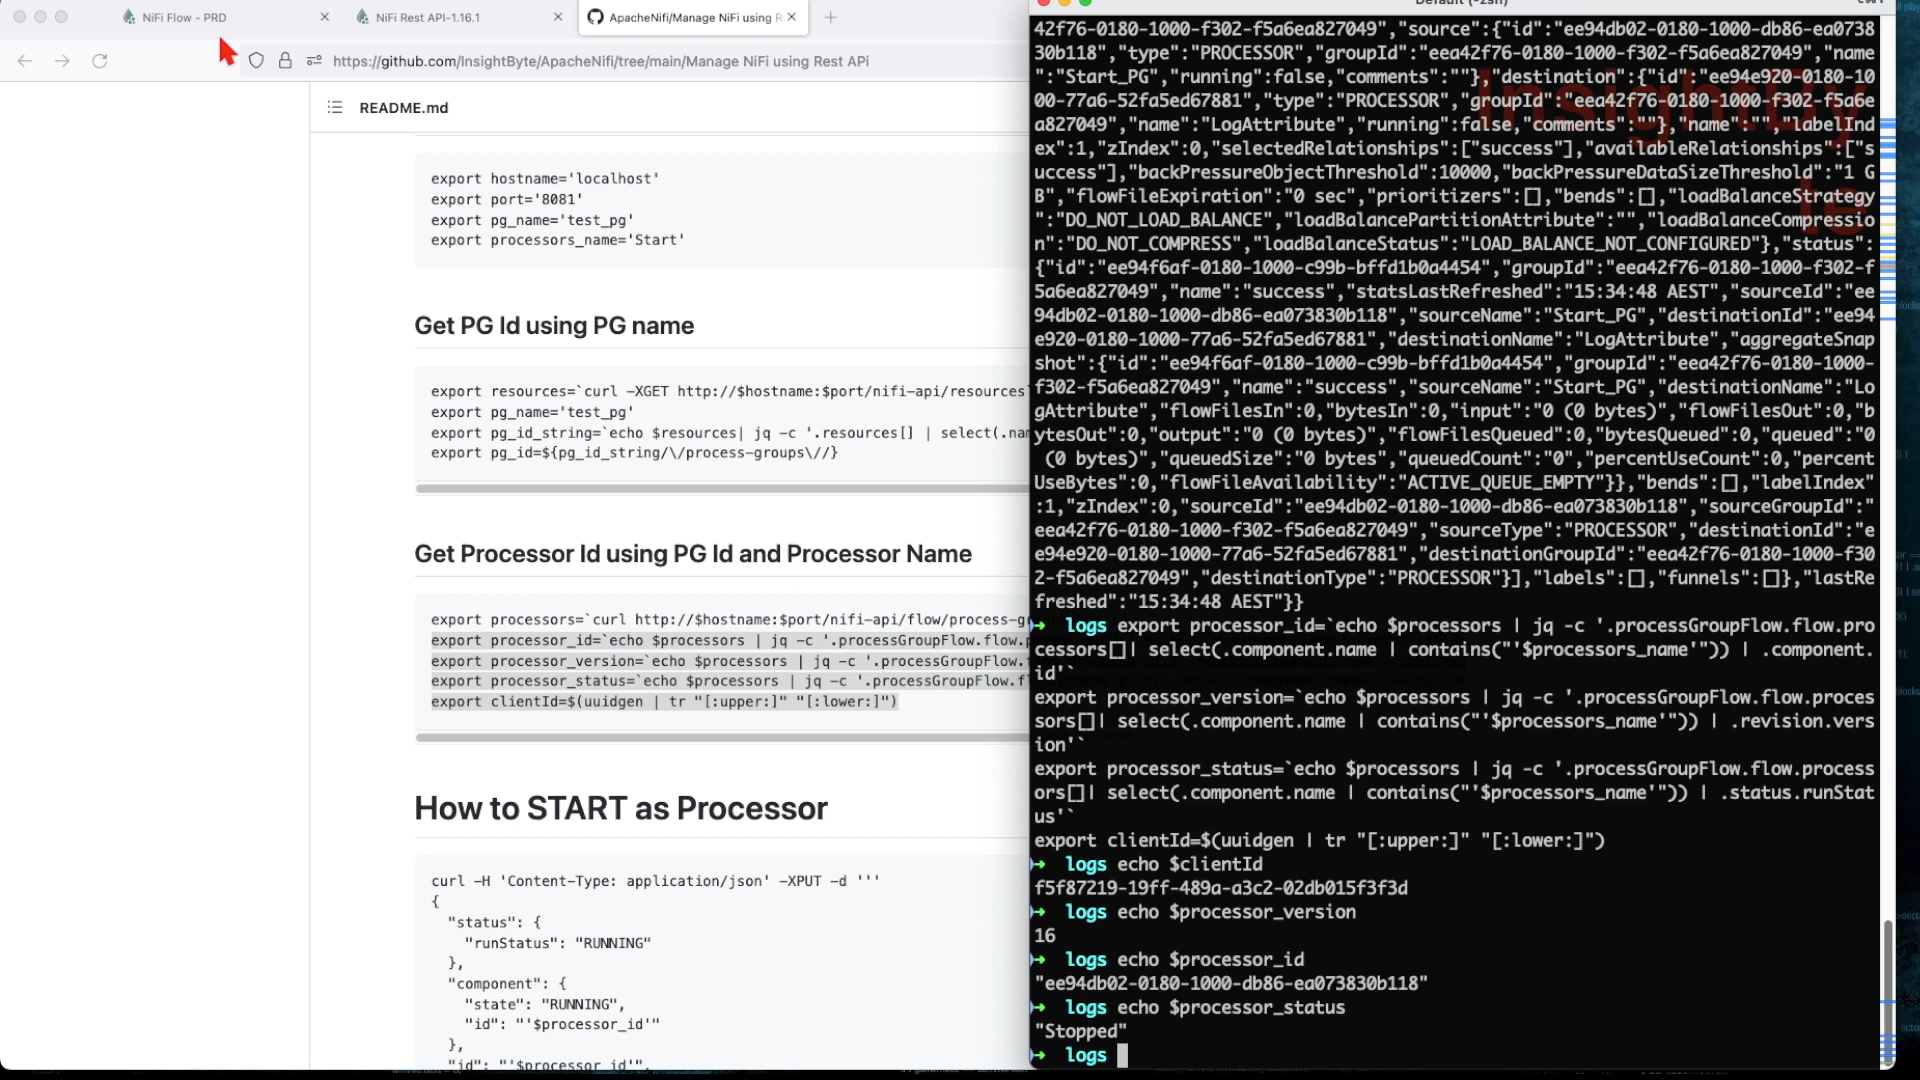 NiFi Flow - PRD
NiFi Rest API-1.16.1
ApacheNifi/Manage NiFi using R
https://github.com/InsightByte/ApacheNifi/tree/main/Manage NiFi using Rest APi
README.md
export hostname='localhost'
export port='8081'
export pg_name='test_pg'
export processors_name='Start'
Get PG Id using PG name
export resources=`curl -XGET http://$hostname:$port/nifi-api/resources`
export pg_name='test_pg'
export pg_id_string=`echo $resources| jq -c '.resources[] | select(.nam
export pg_id=${pg_id_string/\/process-groups\//}
Get Processor Id using PG Id and Processor Name
export processors=`curl http://$hostname:$port/nifi-api/flow/process-g
export processor_id=`echo $processors | jq -c '.processGroupFlow.flow.p
export processor_version=`echo $processors | jq -c '.processGroupFlow.f
export processor_status=`echo $processors | jq -c '.processGroupFlow.fl
export clientId=$(uuidgen | tr "[:upper:]" "[:lower:]")
How to START as Processor
curl -H 'Content-Type: application/json' -XPUT -d '''
{
"status": {
"runStatus": "RUNNING"
},
"component": {
"state": "RUNNING",
"id": "'$processor_id'"
},
"id": "'$processor_id'",
Default (-zsh)
42f76-0180-1000-f302-f5a6ea827049","source":{"id":"ee94db02-0180-1000-db86-ea0738
30b118","type":"PROCESSOR","groupId":"eea42f76-0180-1000-f302-f5a6ea827049","name
":"Start_PG","running":false,"comments":""},"destination":{"id":"ee94e920-0180-10
00-77a6-52fa5ed67881","type":"PROCESSOR","groupId":"eea42f76-0180-1000-f302-f5a6e
a827049","name":"LogAttribute","running":false,"comments":""},"name":"","labelInd
ex":1,"zIndex":0,"selectedRelationships":["success"],"availableRelationships":["s
uccess"],"backPressureObjectThreshold":10000,"backPressureDataSizeThreshold":"1 G
B","flowFileExpiration":"0 sec","prioritizers":[],"bends":[],"loadBalanceStrategy
":"DO_NOT_LOAD_BALANCE","loadBalancePartitionAttribute":"","loadBalanceCompressio
n":"DO_NOT_COMPRESS","loadBalanceStatus":"LOAD_BALANCE_NOT_CONFIGURED"},"status":
{"id":"ee94f6af-0180-1000-c99b-bffd1b0a4454","groupId":"eea42f76-0180-1000-f302-f
5a6ea827049","name":"success","statsLastRefreshed":"15:34:48 AEST","sourceId":"ee
94db02-0180-1000-db86-ea073830b118","sourceName":"Start_PG","destinationId":"ee94
e920-0180-1000-77a6-52fa5ed67881","destinationName":"LogAttribute","aggregateSnap
shot":{"id":"ee94f6af-0180-1000-c99b-bffd1b0a4454","groupId":"eea42f76-0180-1000-
f302-f5a6ea827049","name":"success","sourceName":"Start_PG","destinationName":"Lo
gAttribute","flowFilesIn":0,"bytesIn":0,"input":"0 (0 bytes)","flowFilesOut":0,"b
ytesOut":0,"output":"0 (0 bytes)","flowFilesQueued":0,"bytesQueued":0,"queued":"0
(0 bytes)","queuedSize":"0 bytes","queuedCount":"0","percentUseCount":0,"percent
UseBytes":0,"flowFileAvailability":"ACTIVE_QUEUE_EMPTY"}},"bends":[],"labelIndex"
:1,"zIndex":0,"sourceId":"ee94db02-0180-1000-db86-ea073830b118","sourceGroupId":"
eea42f76-0180-1000-f302-f5a6ea827049","sourceType":"PROCESSOR","destinationId":"e
e94e920-0180-1000-77a6-52fa5ed67881","destinationGroupId":"eea42f76-0180-1000-f30
2-f5a6ea827049","destinationType":"PROCESSOR"}],"labels":[],"funnels":[]},"lastRe
freshed":"15:34:48 AEST"}}
→ logs export processor_id=`echo $processors | jq -c '.processGroupFlow.flow.pro
cessors[]| select(.component.name | contains("'$processors_name'")) | .component.
id'`
export processor_version=`echo $processors | jq -c '.processGroupFlow.flow.proces
sors[]| select(.component.name | contains("'$processors_name'")) | .revision.vers
ion'`
export processor_status=`echo $processors | jq -c '.processGroupFlow.flow.process
ors[]| select(.component.name | contains("'$processors_name'")) | .status.runStat
us'`
export clientId=$(uuidgen | tr "[:upper:]" "[:lower:]")
→ logs echo $clientId
f5f87219-19ff-489a-a3c2-02db015f3f3d
→ logs echo $processor_version
16
→ logs echo $processor_id
"ee94db02-0180-1000-db86-ea073830b118"
→ logs echo $processor_status
"Stopped"
→ logs
InsightBy
te